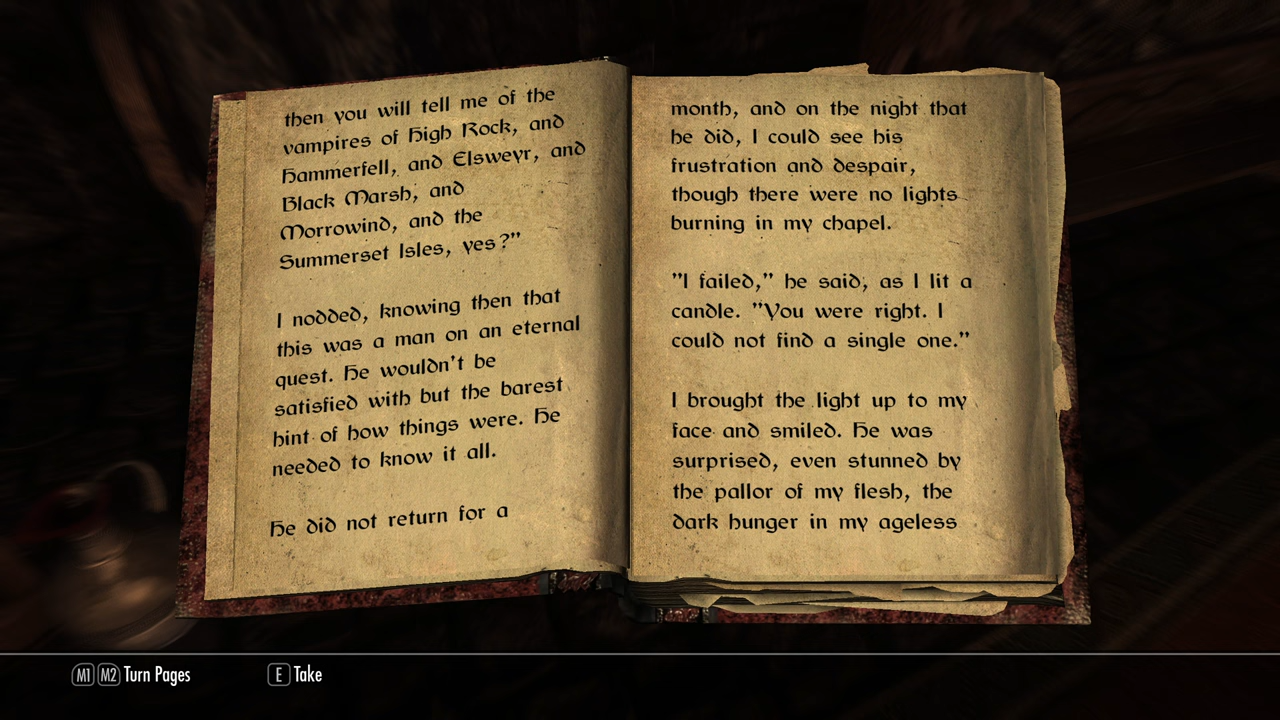 then you will tell me of the
vampires of High Rock, and
Hammerfell, and Elsweyr, and
Black Marsh, and
Morrowind, and the
Summerset Isles, yes?"
I nodded, knowing then that
this was a man on an eternal
quest. He wouldn't be
satisfied with but the barest
hint of how things were. He
needed to know it all.
He did not return for a
month, and on the night that
he did, I could see his
frustration and despair,
though there were no lights
burning in my chapel.
"I failed," he said, as I lit a
candle. "You were right. I
could not find a single one."
I brought the light up to my
face and smiled. He was
surprised, even stunned by
the pallor of my flesh, the
dark hunger in my ageless
M1 M2 Turn Pages
E Take